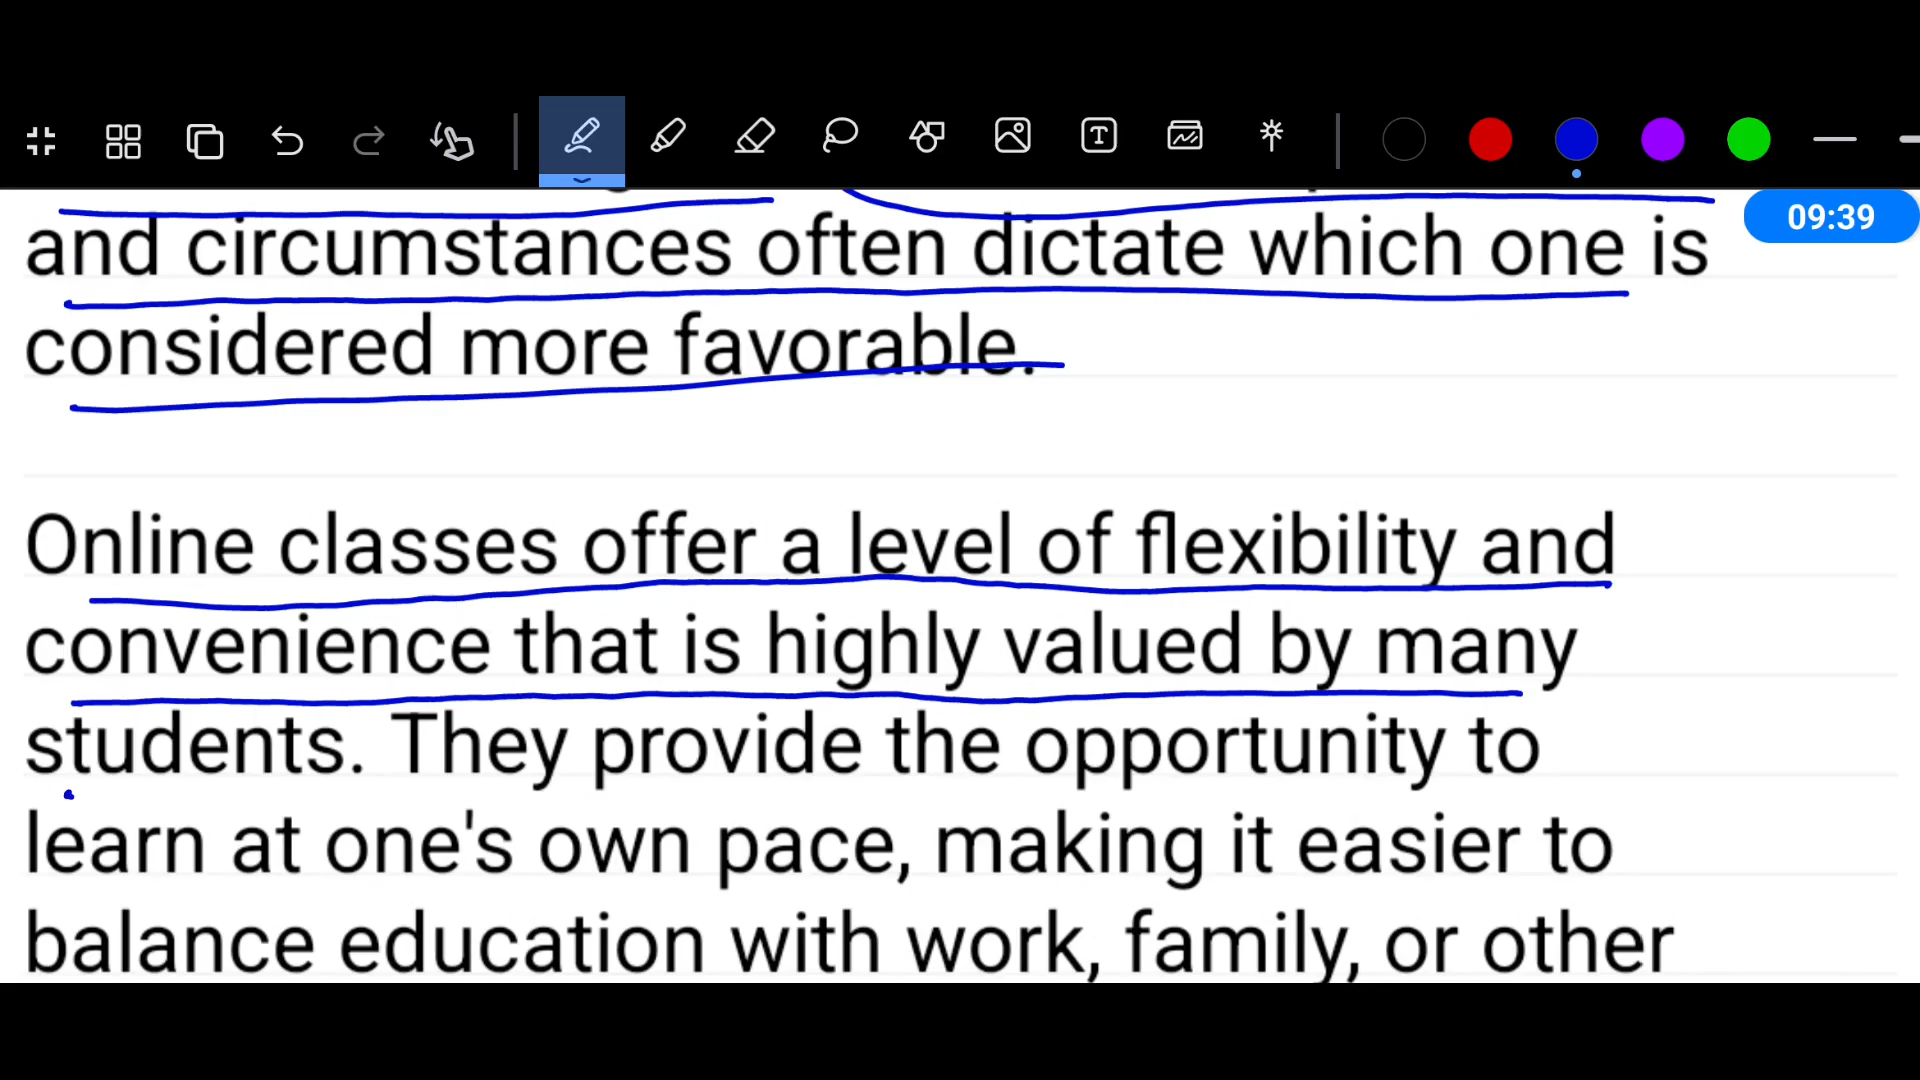 09:39
and circumstances often dictate which one is
considered more favorable.
Online classes offer a level of flexibility and
convenience that is highly valued by many
students. They provide the opportunity to
learn at one's own pace, making it easier to
balance education with work, family, or other